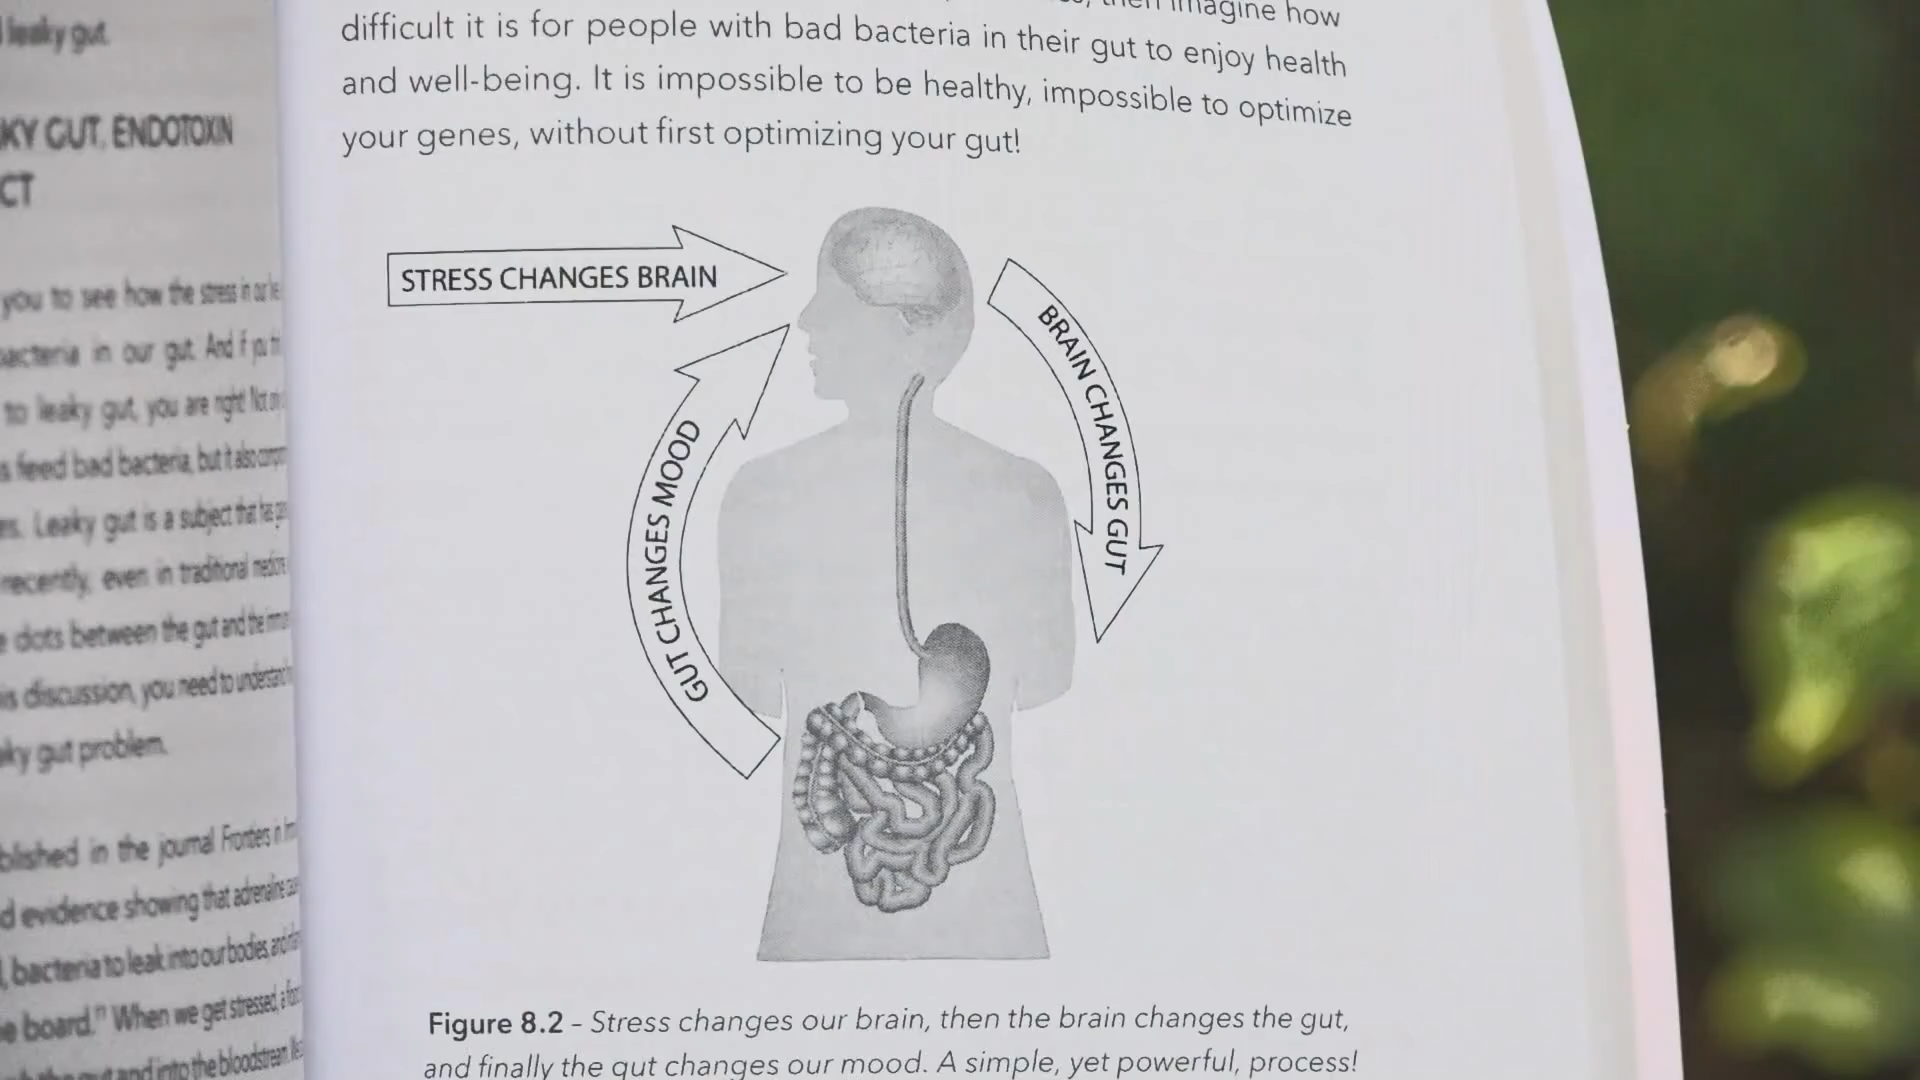 leaky gut.
KY GUT, ENDOTOXIN
CT
you to see how the stress in our
bacteria in our gut. And if you
to leaky gut, you are right! Not
s feed bad bacteria, but it also
es. Leaky gut is a subject that has
recently, even in traditional
e dots between the gut and the
is discussion, you need to understand
ky gut problem.
blished in the journal Frontiers in
d evidence showing that adrenaline
, bacteria to leak into our bodies, and
e board." When we get stressed, a
the gut and into the bloodstream.
then imagine how
difficult it is for people with bad bacteria in their gut to enjoy health
and well-being. It is impossible to be healthy, impossible to optimize
your genes, without first optimizing your gut!
STRESS CHANGES BRAIN
BRAIN CHANGES GUT
GUT CHANGES MOOD
Figure 8.2 – Stress changes our brain, then the brain changes the gut,
and finally the gut changes our mood. A simple, yet powerful, process!